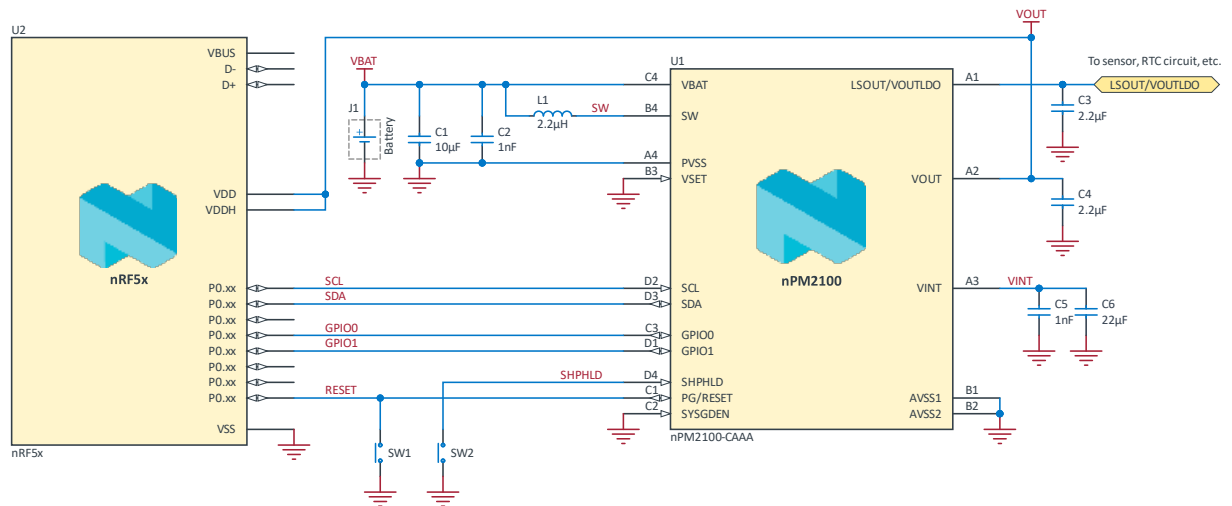 U2
VBUS
D-
D+
VDD
VDDH
nRF5x
P0.xx
P0.xx
P0.xx
P0.xx
P0.xx
P0.xx
P0.xx
P0.xx
VSS
nRF5x
VBAT
J1
Battery
C1
10µF
C2
1nF
L1
2.2µH
SW
SCL
SDA
GPIO0
GPIO1
SHPHLD
RESET
SW1
SW2
U1
C4
VBAT
B4
SW
A4
PVSS
B3
VSET
D2
SCL
D3
SDA
C3
GPIO0
D1
GPIO1
D4
SHPHLD
C1
PG/RESET
C2
SYSGDEN
nPM2100
nPM2100-CAAA
LSOUT/VOUTLDO
A1
VOUT
A2
VINT
A3
AVSS1
B1
AVSS2
B2
VOUT
To sensor, RTC circuit, etc.
LSOUT/VOUTLDO
C3
2.2µF
C4
2.2µF
VINT
C5
1nF
C6
22µF